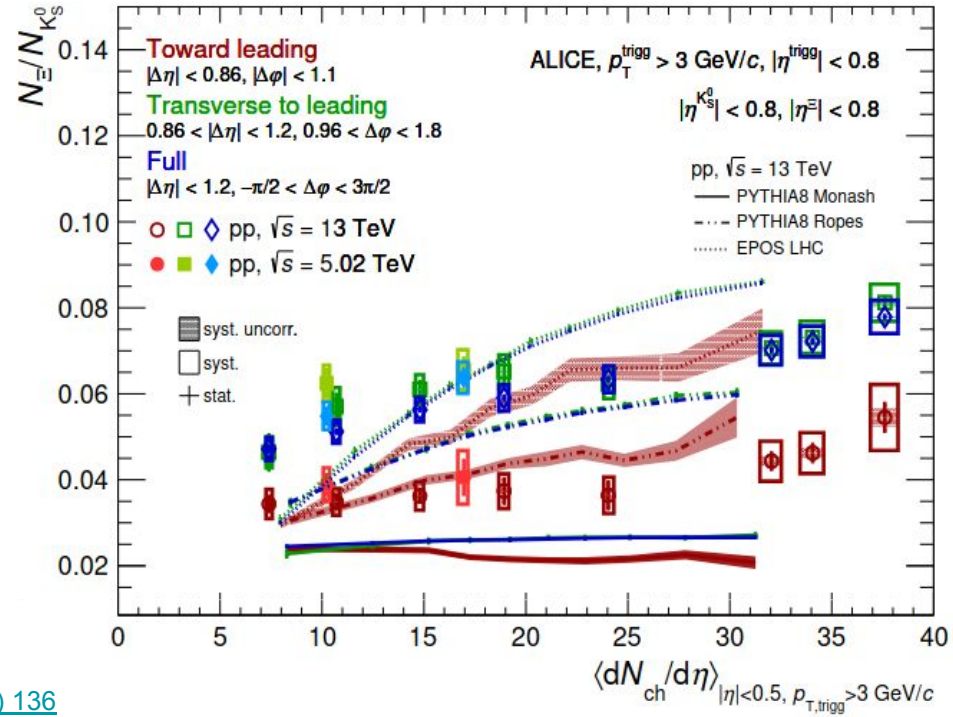 N_Ξ/N_{K^0_S}
0.14
0.12
0.10
0.08
0.06
0.04
0.02
Toward leading
|Δη| < 0.86, |Δφ| < 1.1
Transverse to leading
0.86 < |Δη| < 1.2, 0.96 < Δφ < 1.8
Full
|Δη| < 1.2, −π/2 < Δφ < 3π/2
pp, √s = 13 TeV
pp, √s = 5.02 TeV
syst. uncorr.
syst.
stat.
ALICE, p_T^trigg > 3 GeV/c, |η^trigg| < 0.8
|η^{K^0_S}| < 0.8, |η^Ξ| < 0.8
pp, √s = 13 TeV
PYTHIA8 Monash
PYTHIA8 Ropes
EPOS LHC
0 5 10 15 20 25 30 35 40
⟨dN_ch/dη⟩_{|η|<0.5, p_{T,trigg}>3 GeV/c}
) 136